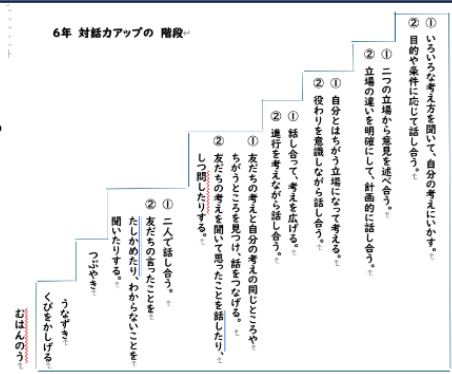 6年 対話力アップの 階段
① いろいろな考え方を聞いて、自分の考えにいかす。
② 目的や条件に応じて話し合う。
① 二つの立場から意見を述べ合う。
② 立場の違いを明確にして、計画的に話し合う。
① 自分とはちがう立場になって考える。
② 役わりを意識しながら話し合う。
① 話し合って、考えを広げる。
② 進行を考えながら話し合う。
① 友だちの考えと自分の考えの同じところや
ちがうところを見つけ、話をつなげる。
② 友だちの考えを聞いて思ったことを話したり、
しつ問したりする。
① 二人で話し合う。
② 友だちの言ったことを
たしかめたり、わからないことを
聞いたりする。
つぶやき
うなずき
くびをかしげる
むはんのう